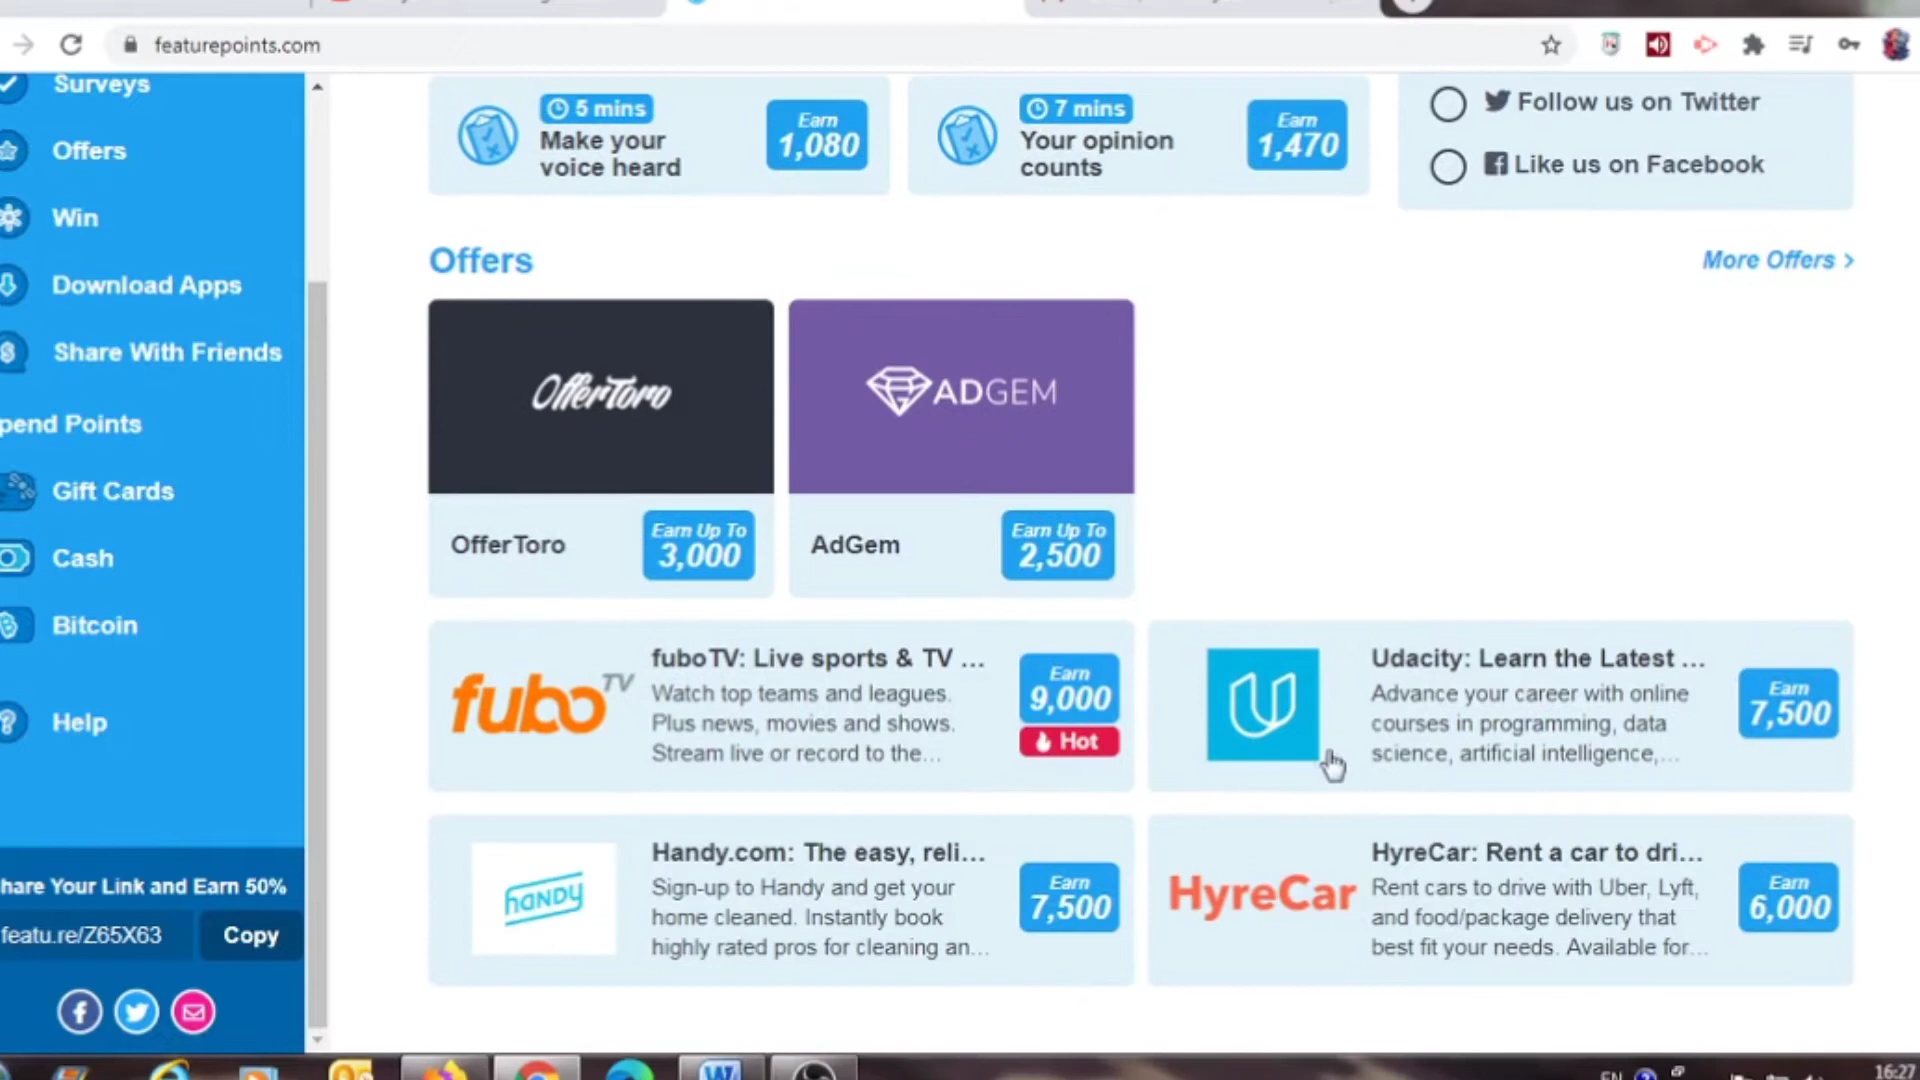 featurepoints.com
Surveys
Offers
Win
Download Apps
Share With Friends
pend Points
Gift Cards
Cash
Bitcoin
Help
hare Your Link and Earn 50%
featu.re/Z65X63
Copy
5 mins
Make your
voice heard
Earn
1,080
7 mins
Your opinion
counts
Earn
1,470
Follow us on Twitter
Like us on Facebook
Offers
More Offers >
OfferToro
ADGEM
OfferToro
Earn Up To
3,000
AdGem
Earn Up To
2,500
fubo TV
fuboTV: Live sports & TV ...
Watch top teams and leagues.
Plus news, movies and shows.
Stream live or record to the...
Earn
9,000
Hot
Udacity: Learn the Latest ...
Advance your career with online
courses in programming, data
science, artificial intelligence,...
Earn
7,500
handy
Handy.com: The easy, reli...
Sign-up to Handy and get your
home cleaned. Instantly book
highly rated pros for cleaning an...
Earn
7,500
HyreCar
HyreCar: Rent a car to dri...
Rent cars to drive with Uber, Lyft,
and food/package delivery that
best fit your needs. Available for...
Earn
6,000
EN
16:27